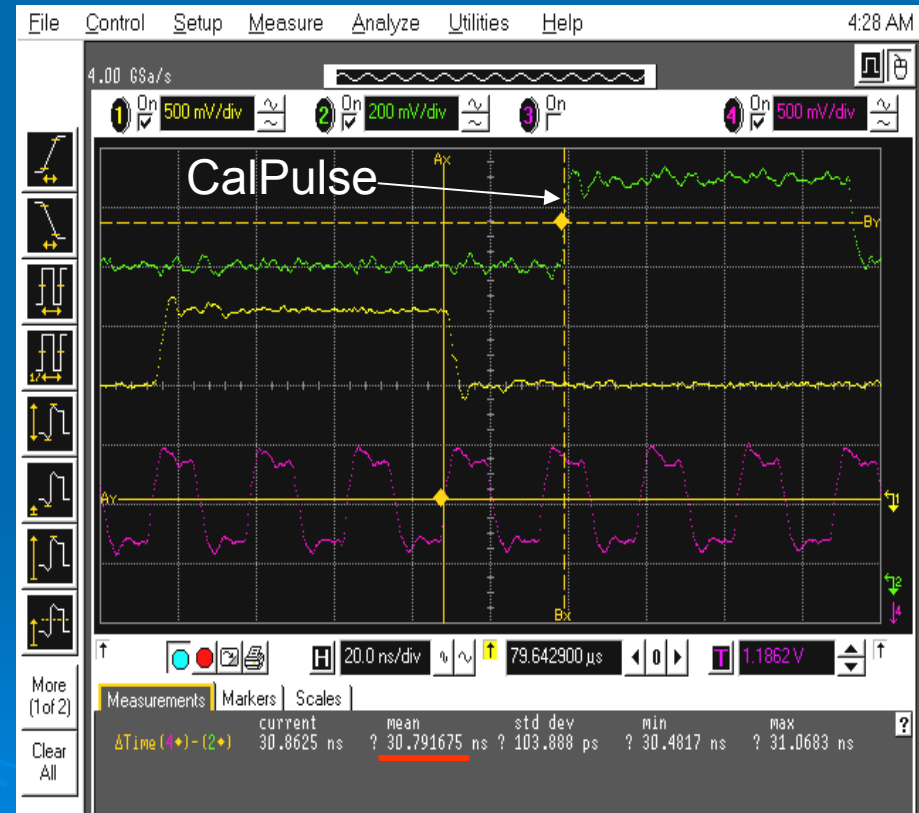 File Control Setup Measure Analyze Utilities Help 4:28 AM
4.00 GSa/s
1 On 500 mV/div 2 On 200 mV/div 3 On 4 On 500 mV/div
Ax
CalPulse
By
Ay
1
2
4
Bx
H 20.0 ns/div 79.642900 µs 0 T 1.1862 V
More
(1of 2)
Clear
All
Measurements Markers Scales
current mean std dev min max ?
ΔTime(4♦)-(2♦) 30.8625 ns ? 30.791675 ns ? 103.888 ps ? 30.4817 ns ? 31.0683 ns